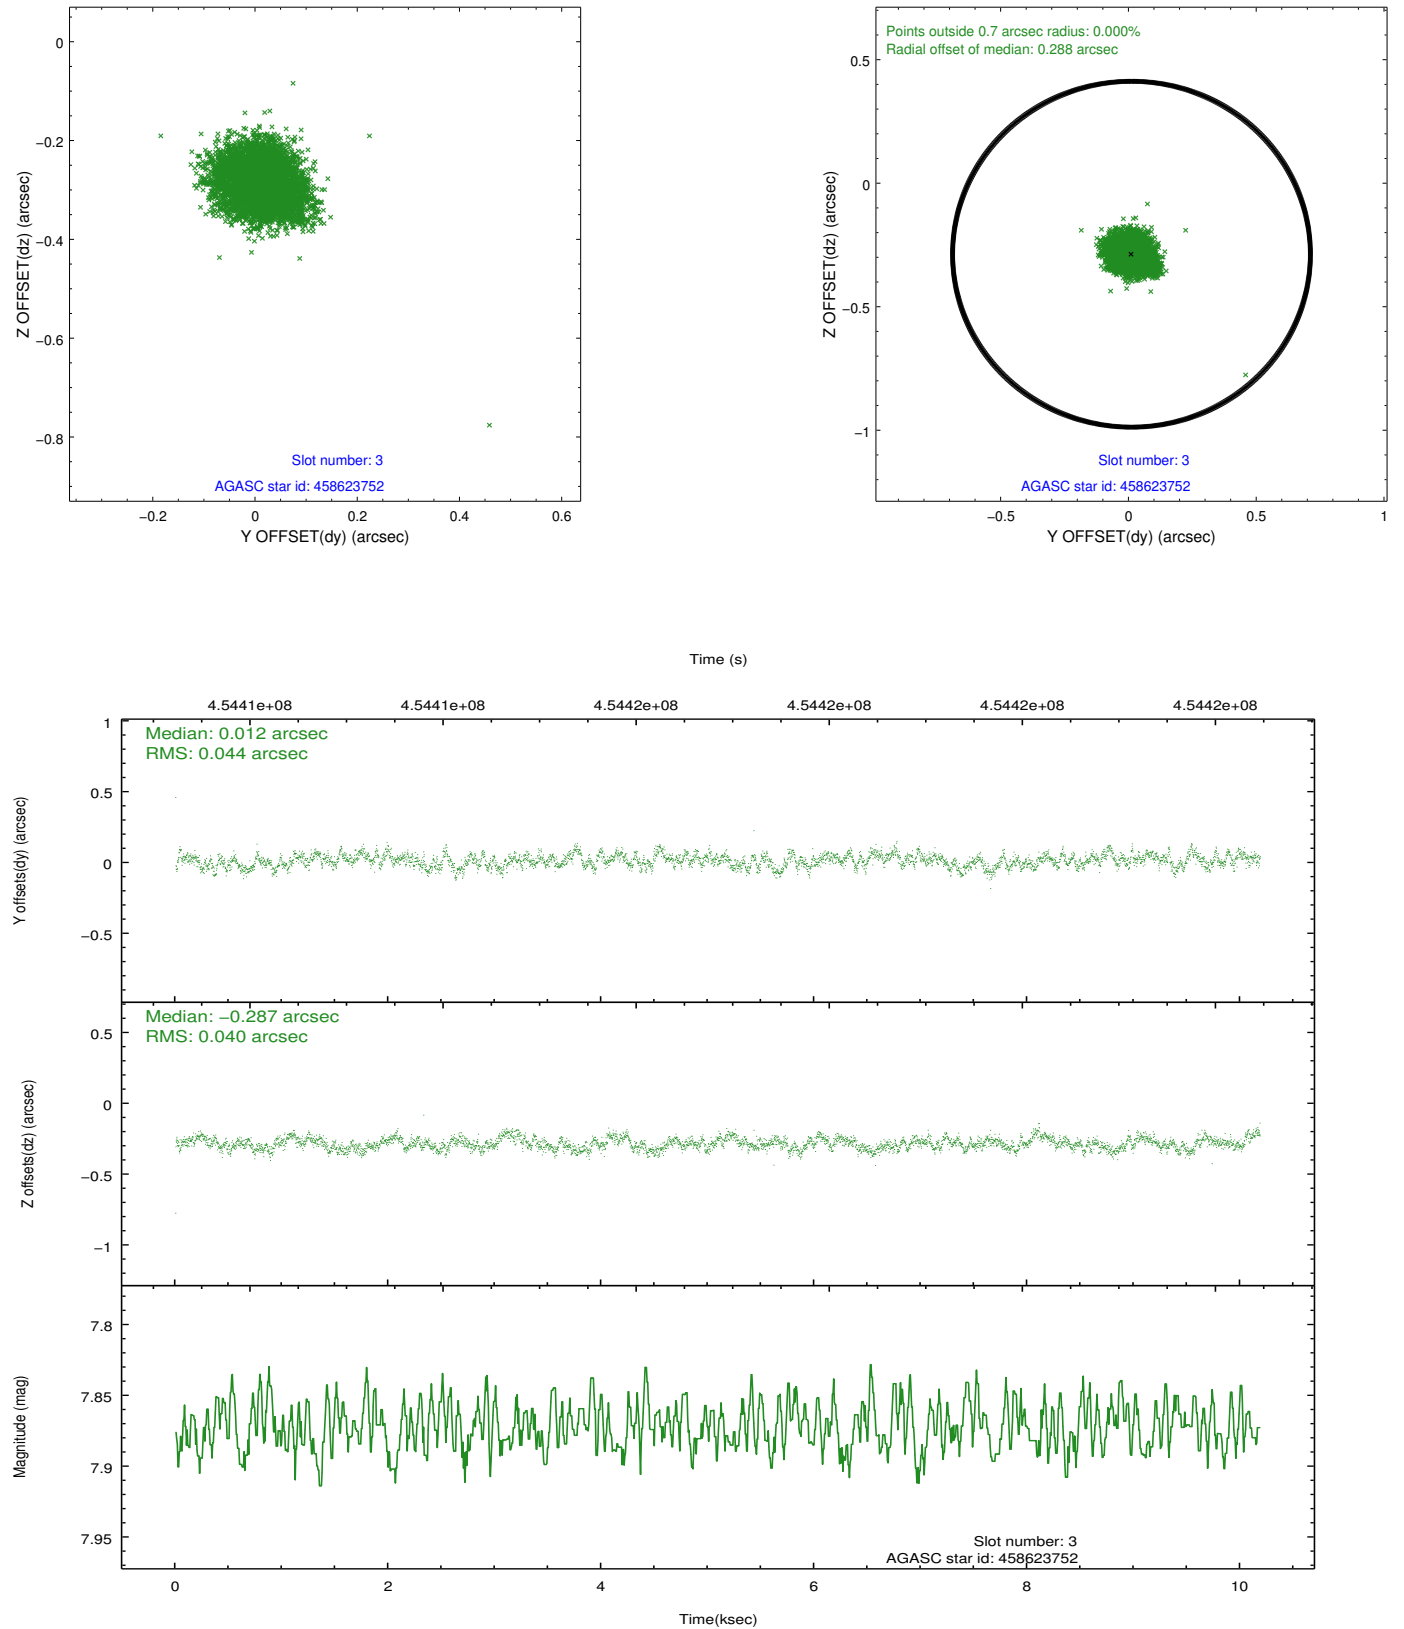 0
−0.2
−0.4
−0.6
−0.8
Z OFFSET(dz) (arcsec)
Slot number: 3
AGASC star id: 458623752
−0.2 0 0.2 0.4 0.6
Y OFFSET(dy) (arcsec)
Points outside 0.7 arcsec radius: 0.000%
Radial offset of median: 0.288 arcsec
0.5
0
−0.5
−1
Z OFFSET(dz) (arcsec)
Slot number: 3
AGASC star id: 458623752
−0.5 0 0.5 1
Y OFFSET(dy) (arcsec)
Time (s)
4.5441e+08 4.5441e+08 4.5442e+08 4.5442e+08 4.5442e+08 4.5442e+08
Median: 0.012 arcsec
RMS: 0.044 arcsec
1
0.5
0
−0.5
Y offsets(dy) (arcsec)
Median: −0.287 arcsec
RMS: 0.040 arcsec
0.5
0
−0.5
−1
Z offsets(dz) (arcsec)
7.8
7.85
7.9
7.95
Magnitude (mag)
Slot number: 3
AGASC star id: 458623752
0 2 4 6 8 10
Time(ksec)